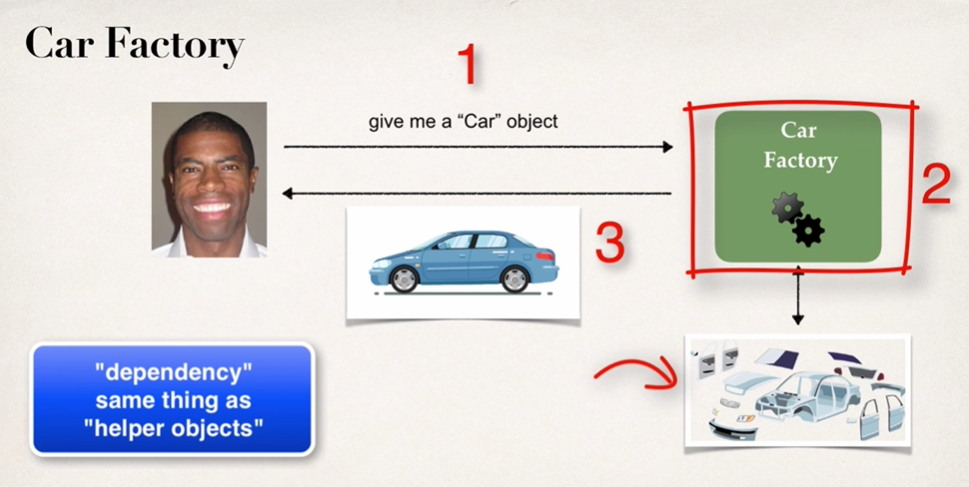 Car Factory
1
give me a “Car” object
Car
Factory
2
3
"dependency"
same thing as
"helper objects"